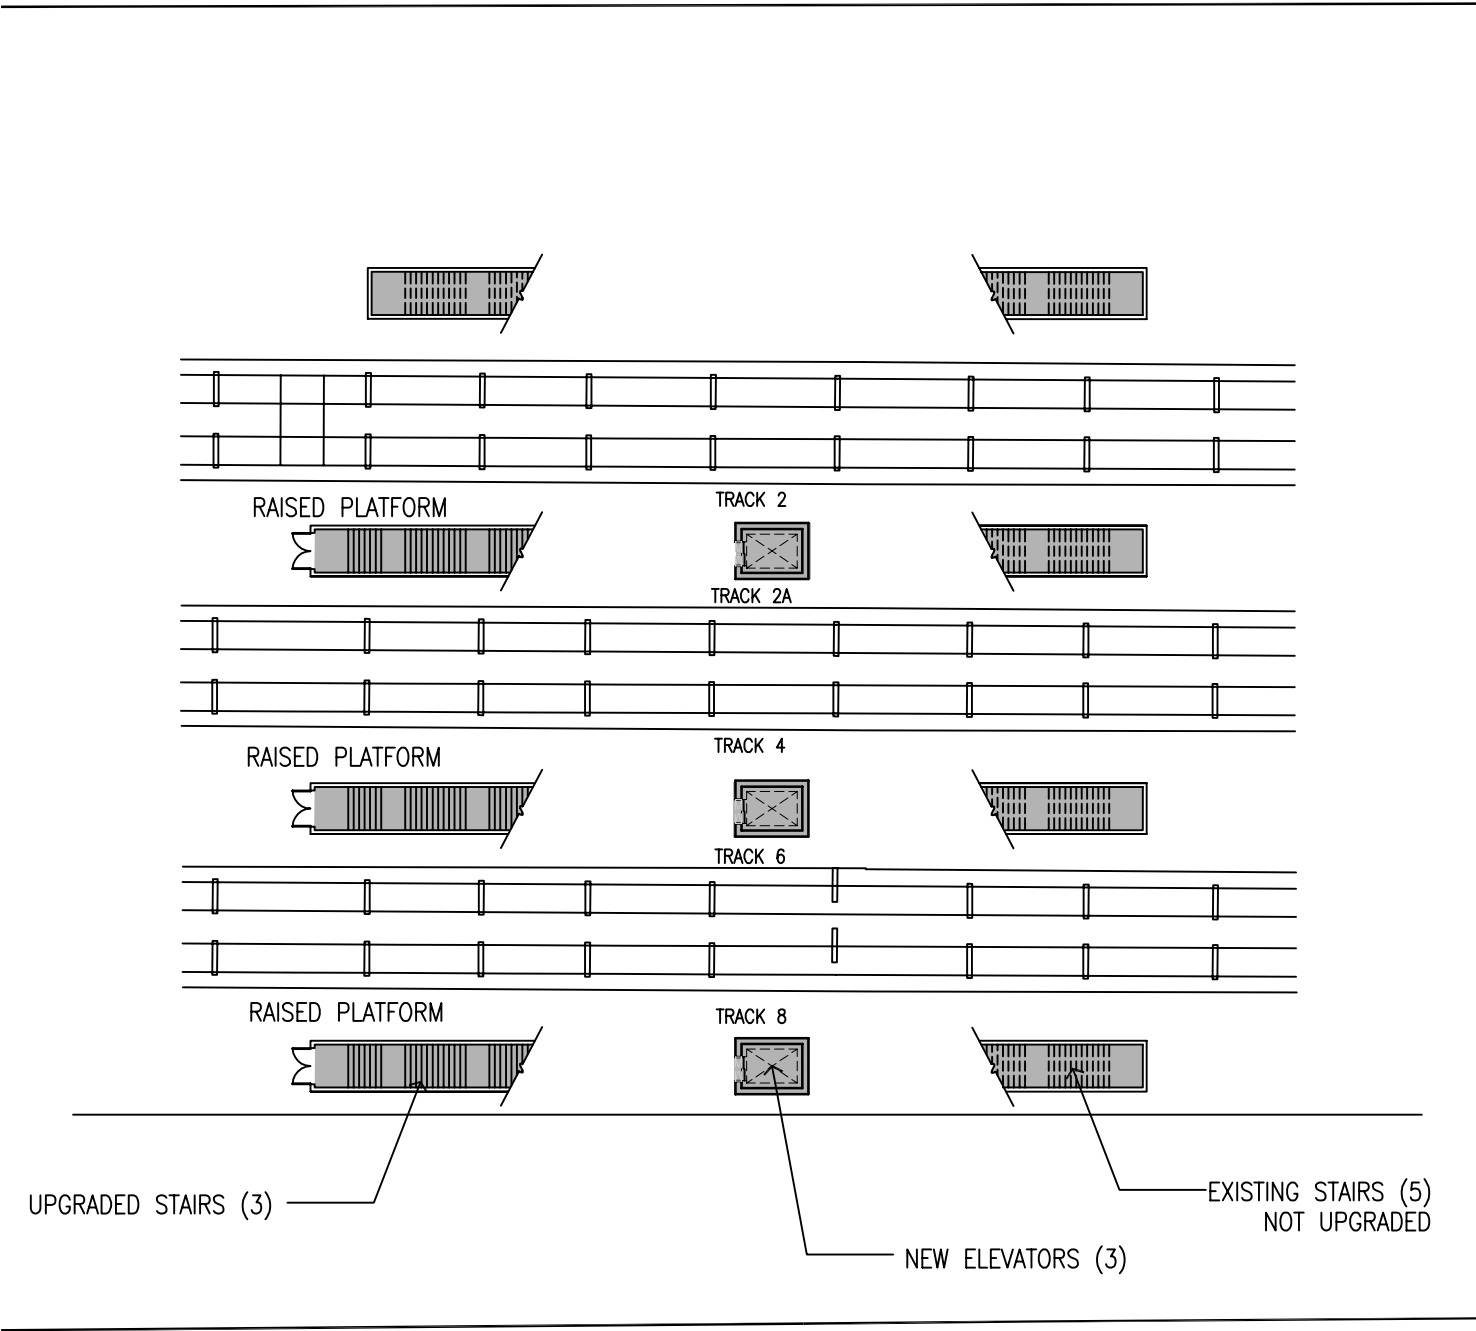 TRACK 2
RAISED PLATFORM
TRACK 2A
TRACK 4
RAISED PLATFORM
TRACK 6
RAISED PLATFORM
TRACK 8
UPGRADED STAIRS (3)
EXISTING STAIRS (5)
NOT UPGRADED
NEW ELEVATORS (3)